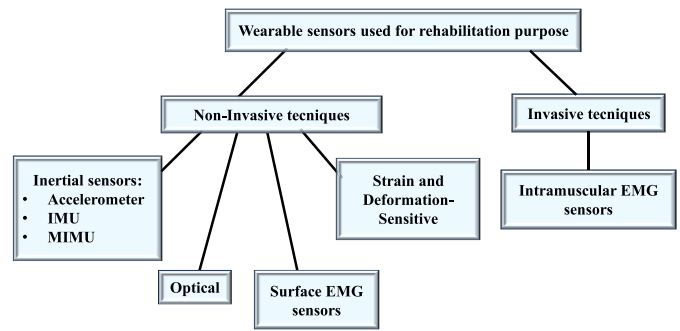 Wearable sensors used for rehabilitation purpose
Non-Invasive tecniques
Invasive tecniques
Inertial sensors:
• Accelerometer
• IMU
• MIMU
Strain and
Deformation-
Sensitive
Intramuscular EMG
sensors
Optical
Surface EMG
sensors